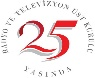 RADYO VE TELEVİZYON ÜST KURULU
25
YAŞINDA